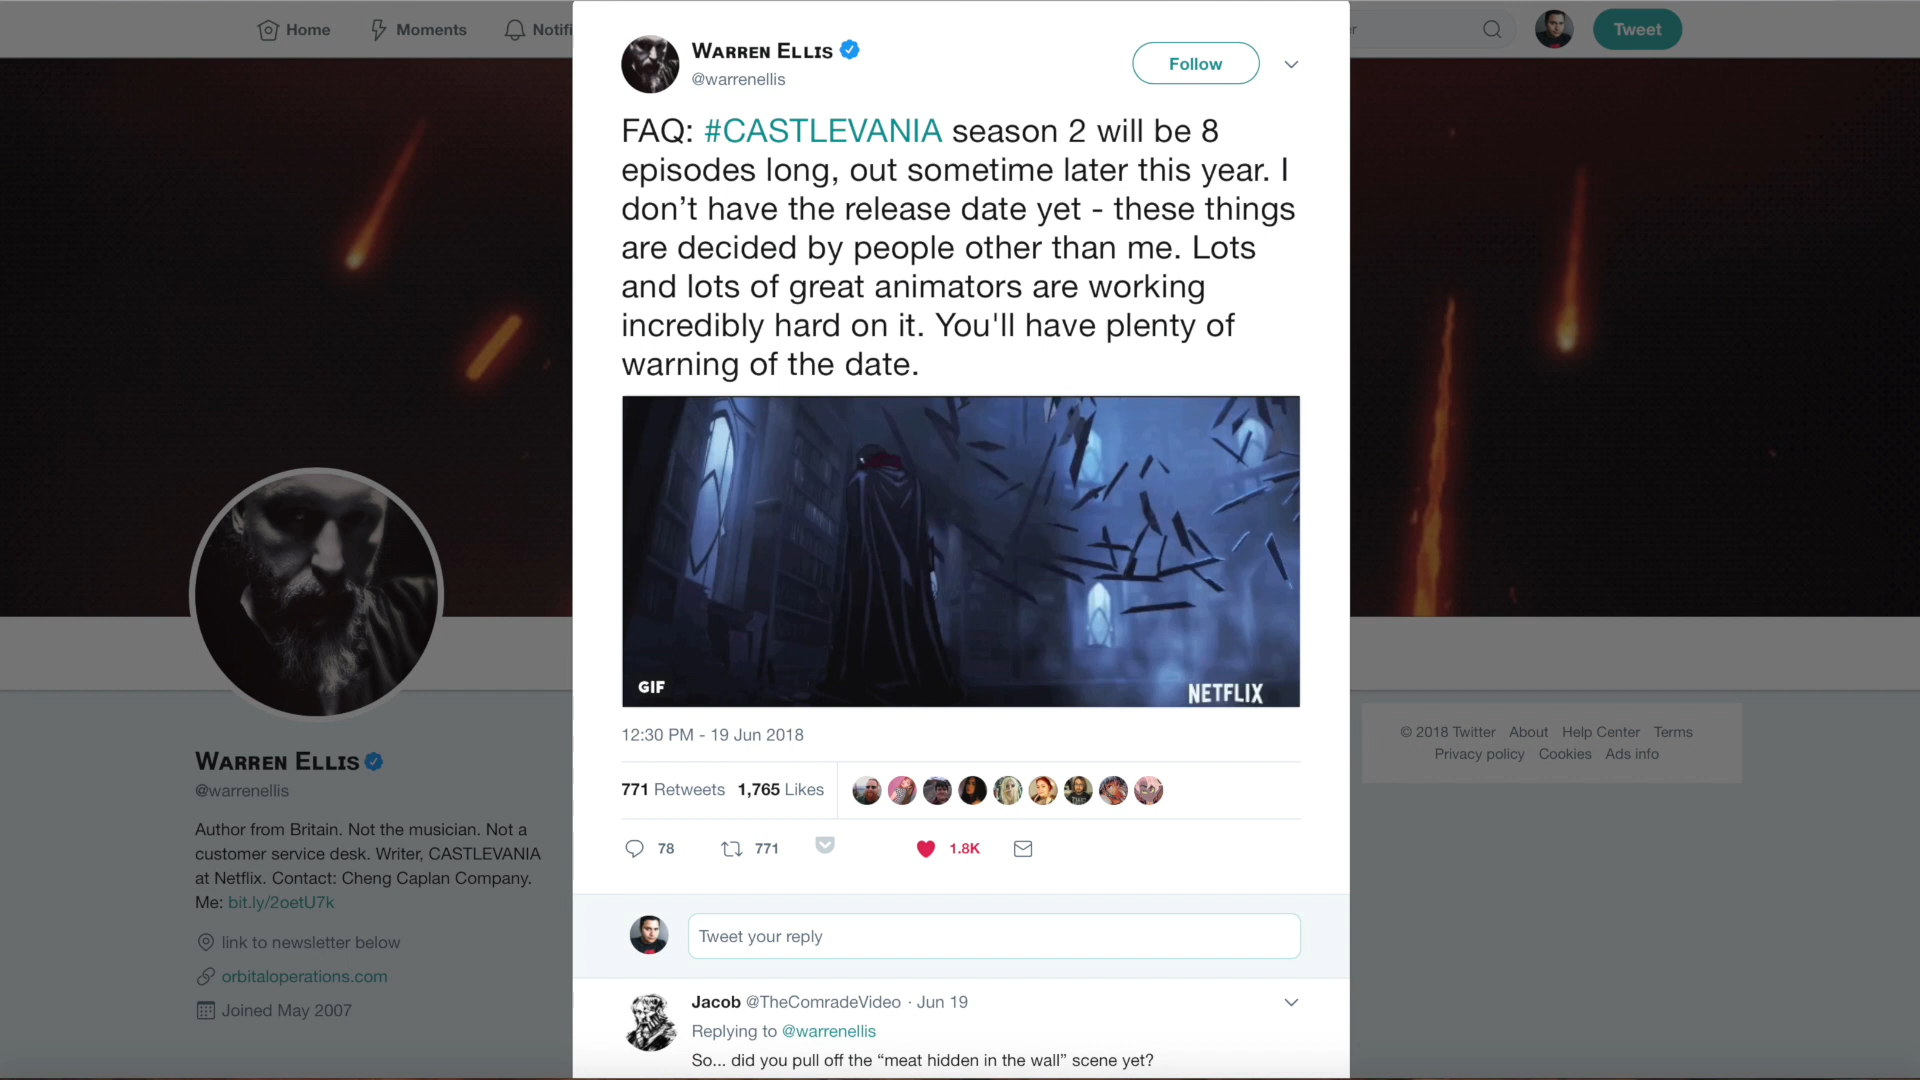 Home Moments Notifi
er Tweet
WARREN ELLIS
@warrenellis
Follow
FAQ: #CASTLEVANIA season 2 will be 8
episodes long, out sometime later this year. I
don’t have the release date yet - these things
are decided by people other than me. Lots
and lots of great animators are working
incredibly hard on it. You'll have plenty of
warning of the date.
GIF
NETFLIX
12:30 PM - 19 Jun 2018
771 Retweets 1,765 Likes
78 771 1.8K
Tweet your reply
Jacob @TheComradeVideo · Jun 19
Replying to @warrenellis
So... did you pull off the “meat hidden in the wall” scene yet?
WARREN ELLIS
@warrenellis
Author from Britain. Not the musician. Not a
customer service desk. Writer, CASTLEVANIA
at Netflix. Contact: Cheng Caplan Company.
Me: bit.ly/2oetU7k
link to newsletter below
orbitaloperations.com
Joined May 2007
© 2018 Twitter About Help Center Terms
Privacy policy Cookies Ads info